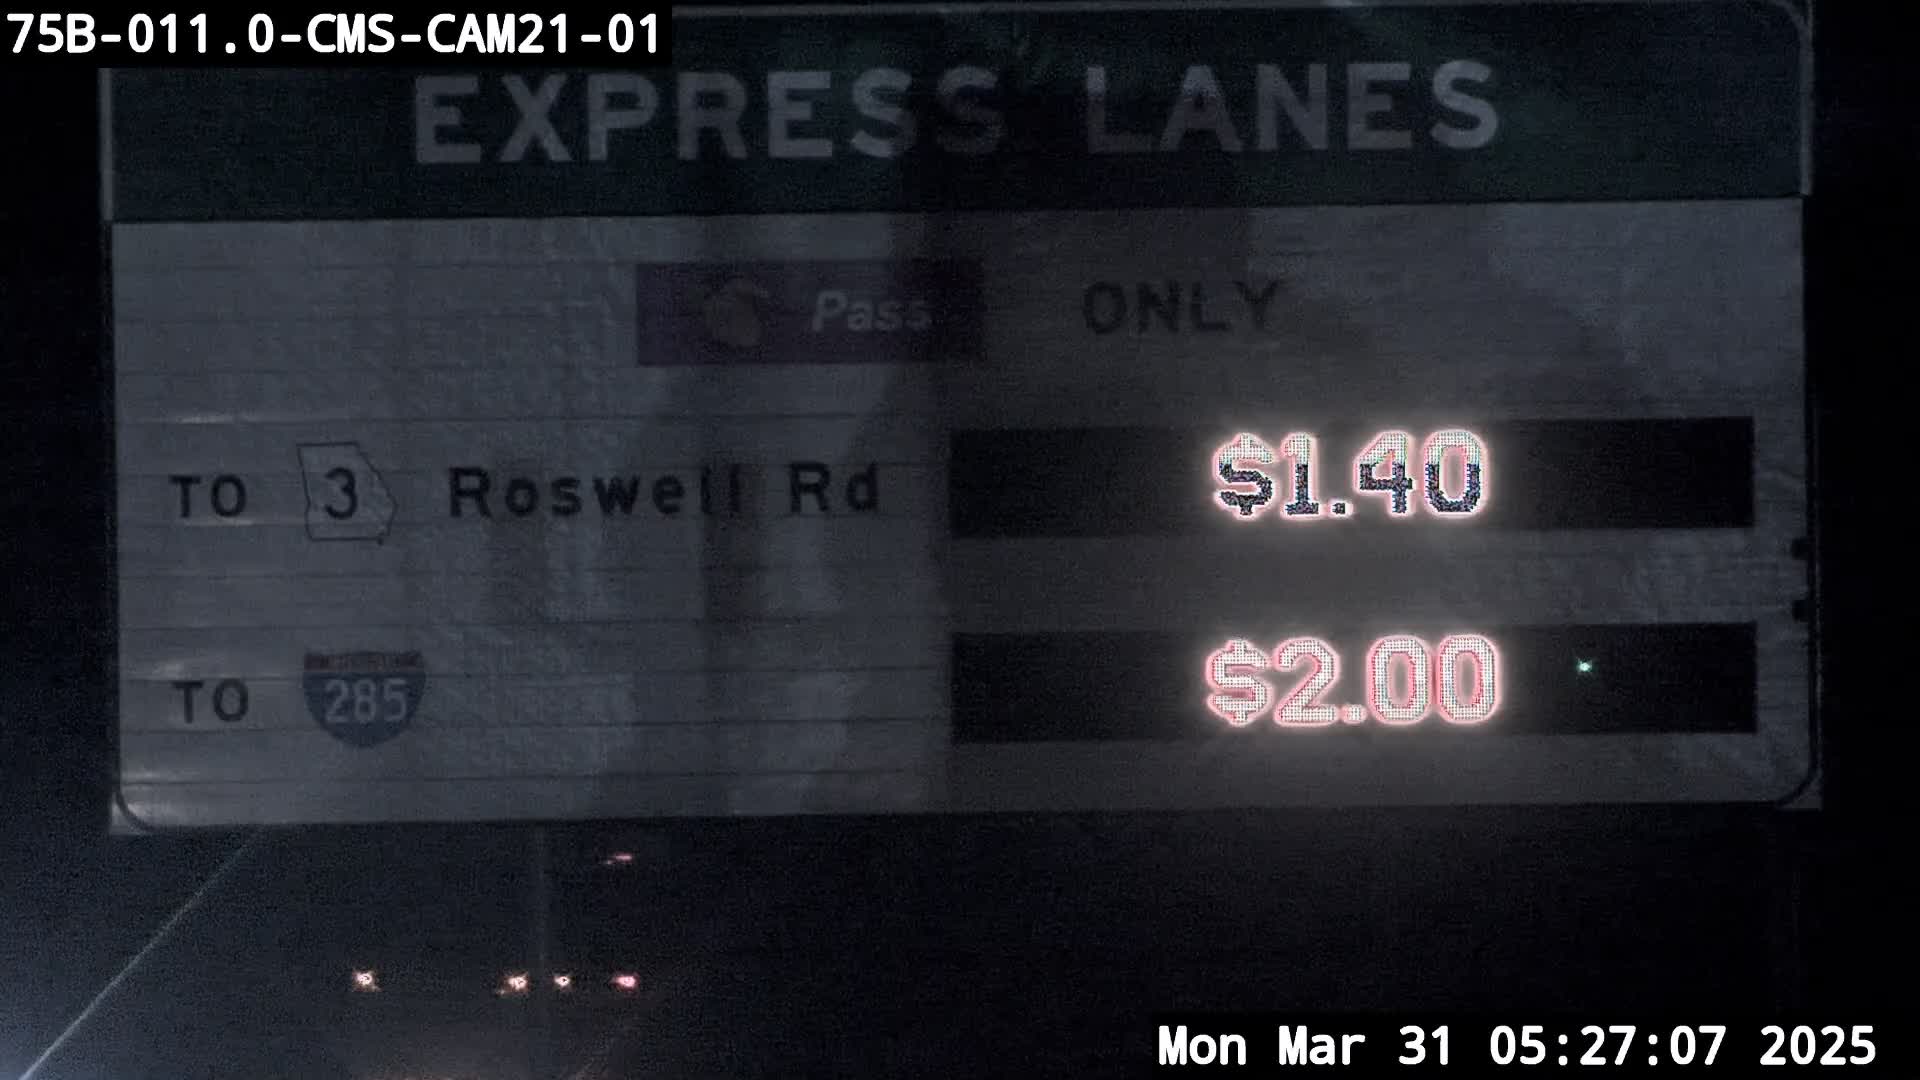 75B-011.0-CMS-CAM21-01
EXPRESS LANES
Pass ONLY
TO 3 Roswell Rd $1.40
TO 285 $2.00
Mon Mar 31 05:27:07 2025